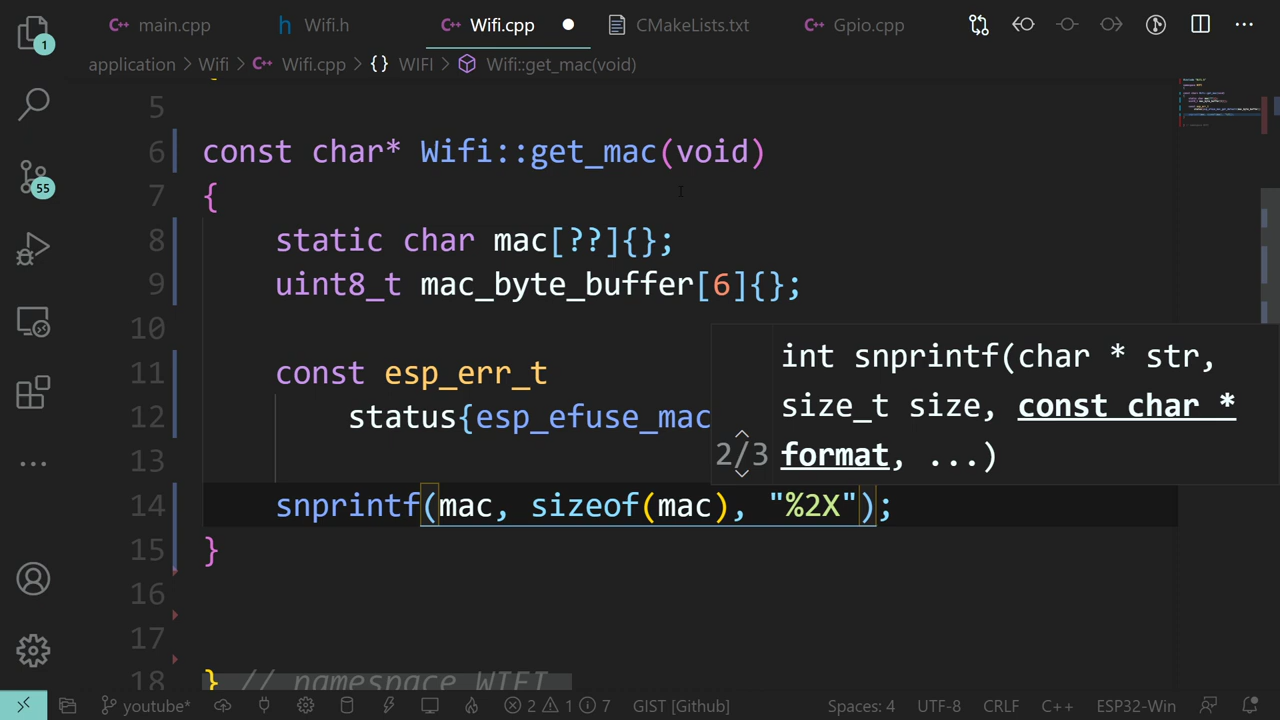 1
main.cpp
Wifi.h
Wifi.cpp
CMakeLists.txt
Gpio.cpp
application > Wifi > Wifi.cpp > {} WIFI > Wifi::get_mac(void)
5
6 const char* Wifi::get_mac(void)
7 {
8 static char mac[??]{};
9 uint8_t mac_byte_buffer[6]{};
10
11 const esp_err_t
12 status{esp_efuse_mac
13
14 snprintf(mac, sizeof(mac), "%2X");
15 }
16
17
18 } // namespace WIFI
55
int snprintf(char * str,
size_t size, const char *
2/3 format, ...)
youtube*
2 1 7
GIST [Github]
Spaces: 4
UTF-8
CRLF
C++
ESP32-Win